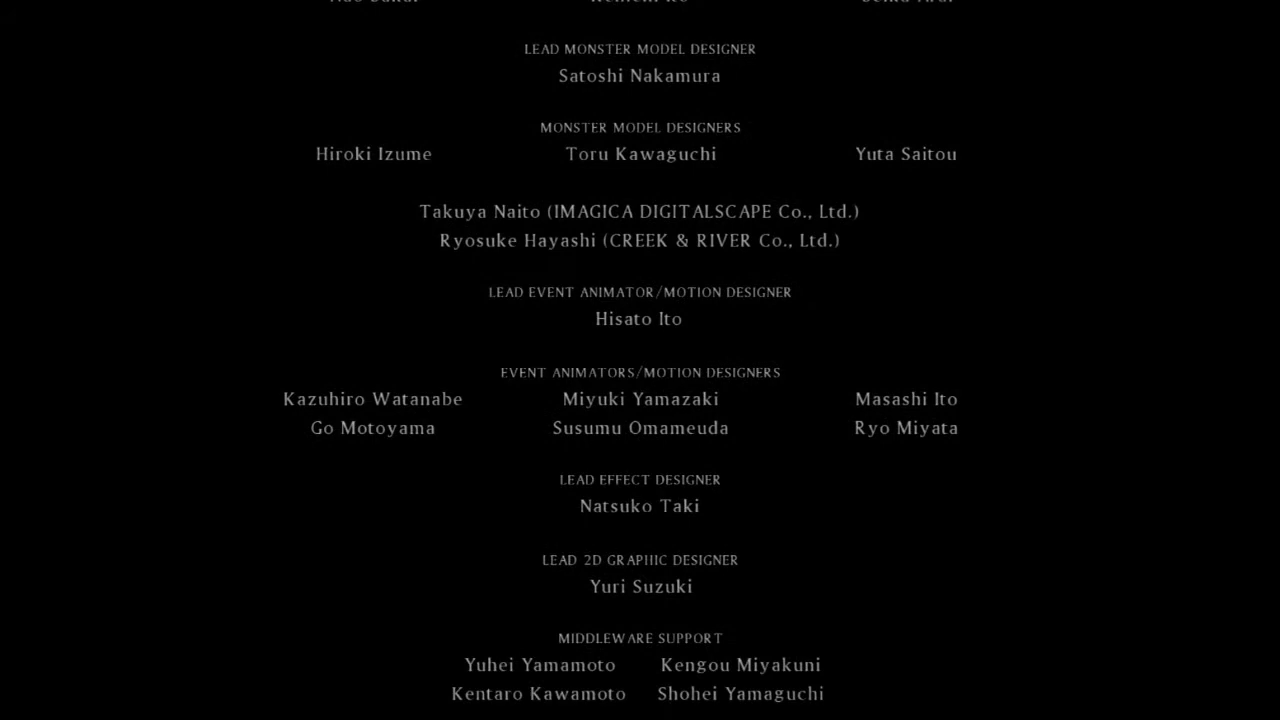 LEAD MONSTER MODEL DESIGNER
Satoshi Nakamura
MONSTER MODEL DESIGNERS
Hiroki Izume Toru Kawaguchi Yuta Saitou
Takuya Naito (IMAGICA DIGITALSCAPE Co., Ltd.)
Ryosuke Hayashi (CREEK & RIVER Co., Ltd.)
LEAD EVENT ANIMATOR/MOTION DESIGNER
Hisato Ito
EVENT ANIMATORS/MOTION DESIGNERS
Kazuhiro Watanabe Miyuki Yamazaki Masashi Ito
Go Motoyama Susumu Omameuda Ryo Miyata
LEAD EFFECT DESIGNER
Natsuko Taki
LEAD 2D GRAPHIC DESIGNER
Yuri Suzuki
MIDDLEWARE SUPPORT
Yuhei Yamamoto Kengou Miyakuni
Kentaro Kawamoto Shohei Yamaguchi